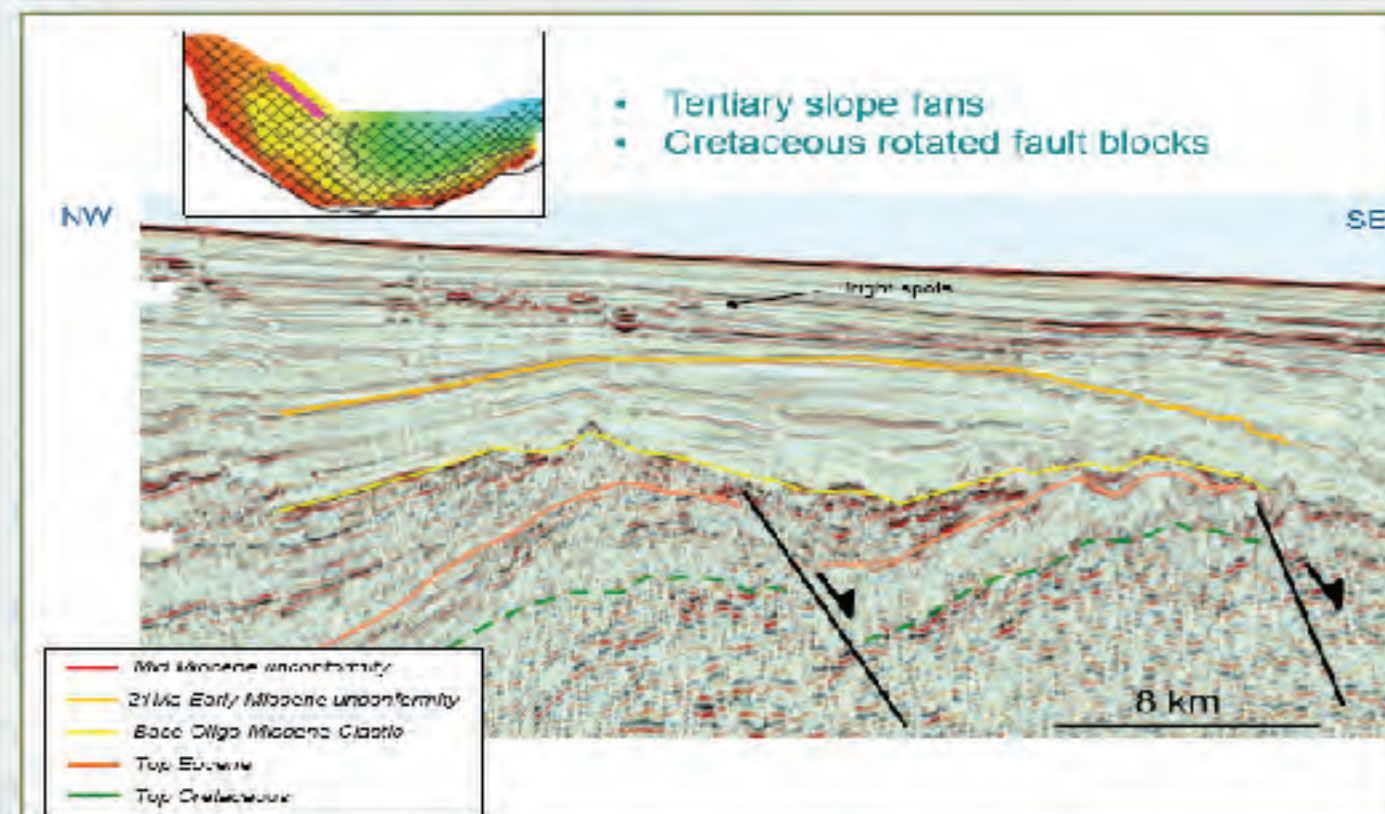 • Tertiary slope fans
• Cretaceous rotated fault blocks
NW
SE
Bright spots
8 km
Mid Miocene unconformity
21Ma Early Miocene unconformity
Base Oligo Miocene Clastic
Top Eocene
Top Cretaceous